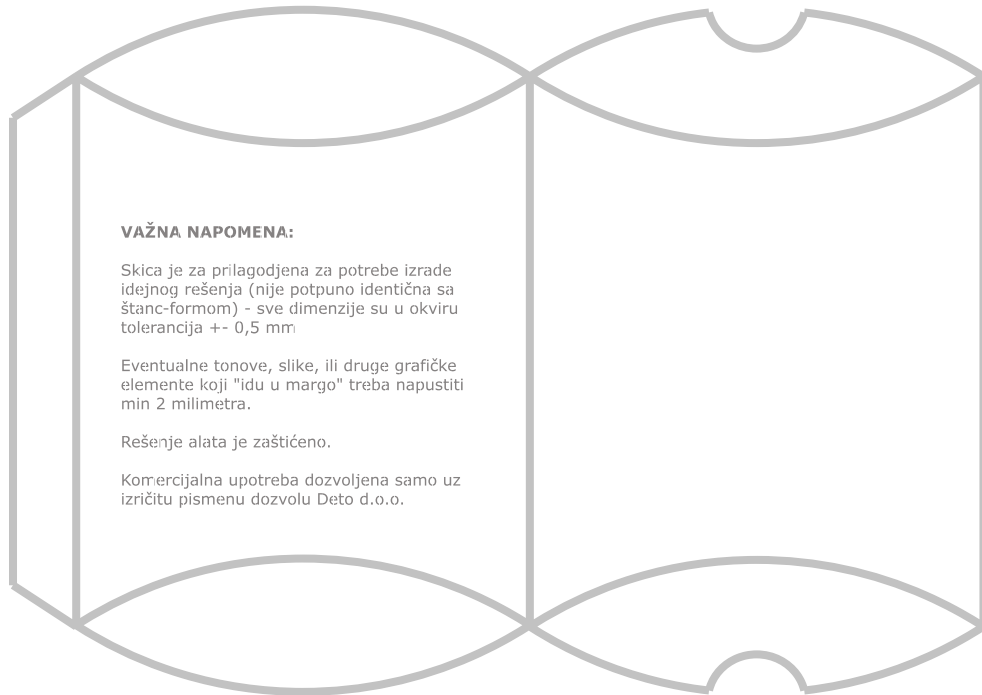 VAŽNA NAPOMENA:
Skica je za prilagodjena za potrebe izrade
idejnog rešenja (nije potpuno identična sa
štanc-formom) - sve dimenzije su u okviru
tolerancija +- 0,5 mm
Eventualne tonove, slike, ili druge grafičke
elemente koji "idu u margo" treba napustiti
min 2 milimetra.
Rešenje alata je zaštićeno.
Komercijalna upotreba dozvoljena samo uz
izričitu pismenu dozvolu Deto d.o.o.